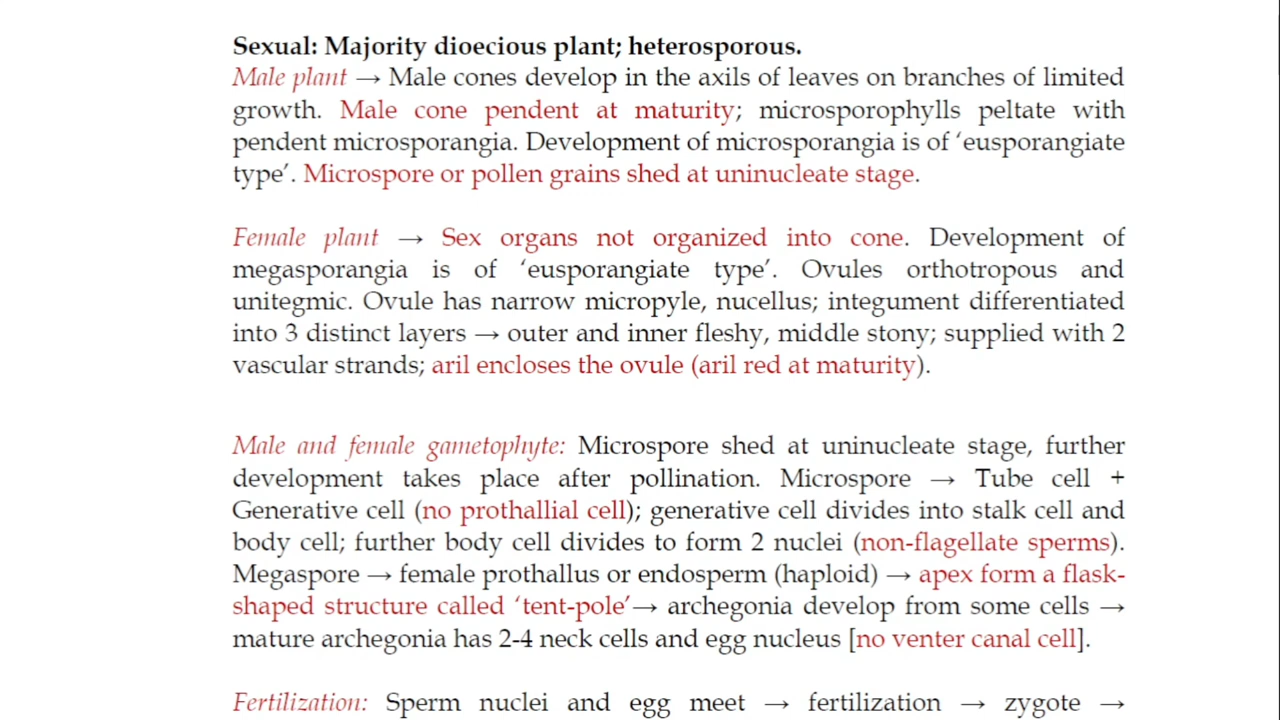 Sexual: Majority dioecious plant; heterosporous.
Male plant → Male cones develop in the axils of leaves on branches of limited
growth. Male cone pendent at maturity; microsporophylls peltate with
pendent microsporangia. Development of microsporangia is of ‘eusporangiate
type’. Microspore or pollen grains shed at uninucleate stage.
Female plant → Sex organs not organized into cone. Development of
megasporangia is of ‘eusporangiate type’. Ovules orthotropous and
unitegmic. Ovule has narrow micropyle, nucellus; integument differentiated
into 3 distinct layers → outer and inner fleshy, middle stony; supplied with 2
vascular strands; aril encloses the ovule (aril red at maturity).
Male and female gametophyte: Microspore shed at uninucleate stage, further
development takes place after pollination. Microspore → Tube cell +
Generative cell (no prothallial cell); generative cell divides into stalk cell and
body cell; further body cell divides to form 2 nuclei (non-flagellate sperms).
Megaspore → female prothallus or endosperm (haploid) → apex form a flask-
shaped structure called ‘tent-pole’→ archegonia develop from some cells →
mature archegonia has 2-4 neck cells and egg nucleus [no venter canal cell].
Fertilization: Sperm nuclei and egg meet → fertilization → zygote →